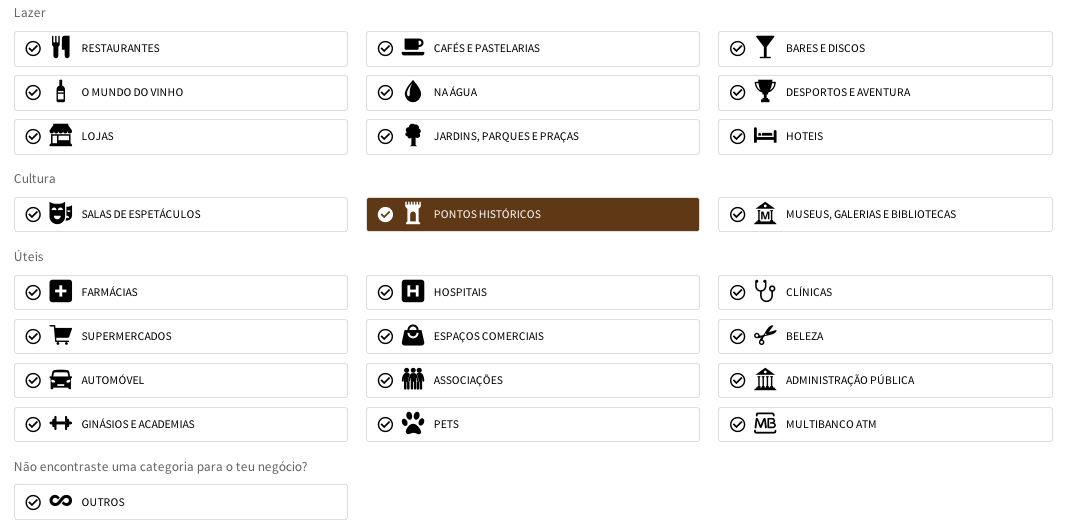 Lazer
RESTAURANTES
CAFÉS E PASTELARIAS
BARES E DISCOS
O MUNDO DO VINHO
NA ÁGUA
DESPORTOS E AVENTURA
LOJAS
JARDINS, PARQUES E PRAÇAS
HOTEIS
Cultura
SALAS DE ESPETÁCULOS
PONTOS HISTÓRICOS
M
MUSEUS, GALERIAS E BIBLIOTECAS
Úteis
FARMÁCIAS
H
HOSPITAIS
CLÍNICAS
SUPERMERCADOS
ESPAÇOS COMERCIAIS
BELEZA
AUTOMÓVEL
ASSOCIAÇÕES
ADMINISTRAÇÃO PÚBLICA
GINÁSIOS E ACADEMIAS
PETS
MB
MULTIBANCO ATM
Não encontraste uma categoria para o teu negócio?
OUTROS